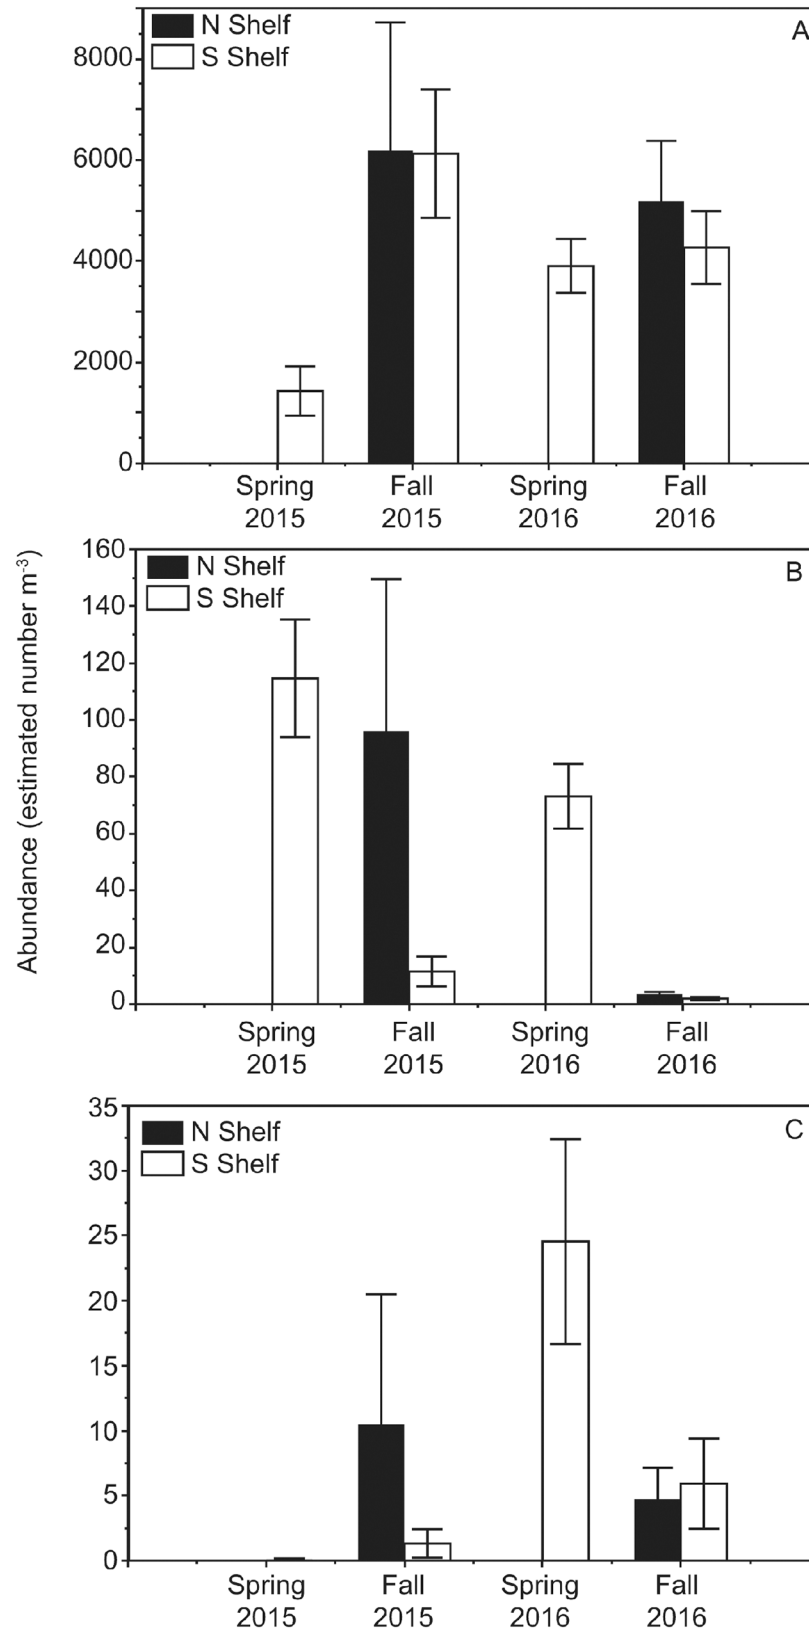 N Shelf
S Shelf
A
8000
6000
4000
2000
0
Spring Fall Spring Fall
2015 2015 2016 2016
Abundance (estimated number m⁻³)
N Shelf
S Shelf
B
160
140
120
100
80
60
40
20
0
Spring Fall Spring Fall
2015 2015 2016 2016
N Shelf
S Shelf
C
35
30
25
20
15
10
5
0
Spring Fall Spring Fall
2015 2015 2016 2016